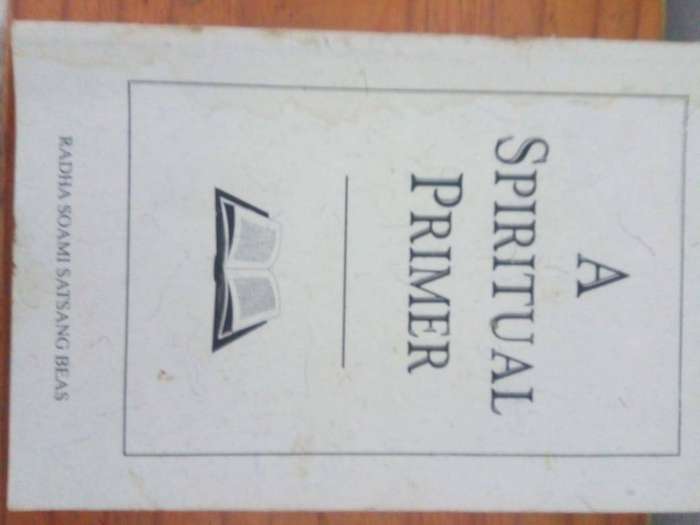 A
SPIRITUAL
PRIMER
RADHA SOAMI SATSANG BEAS